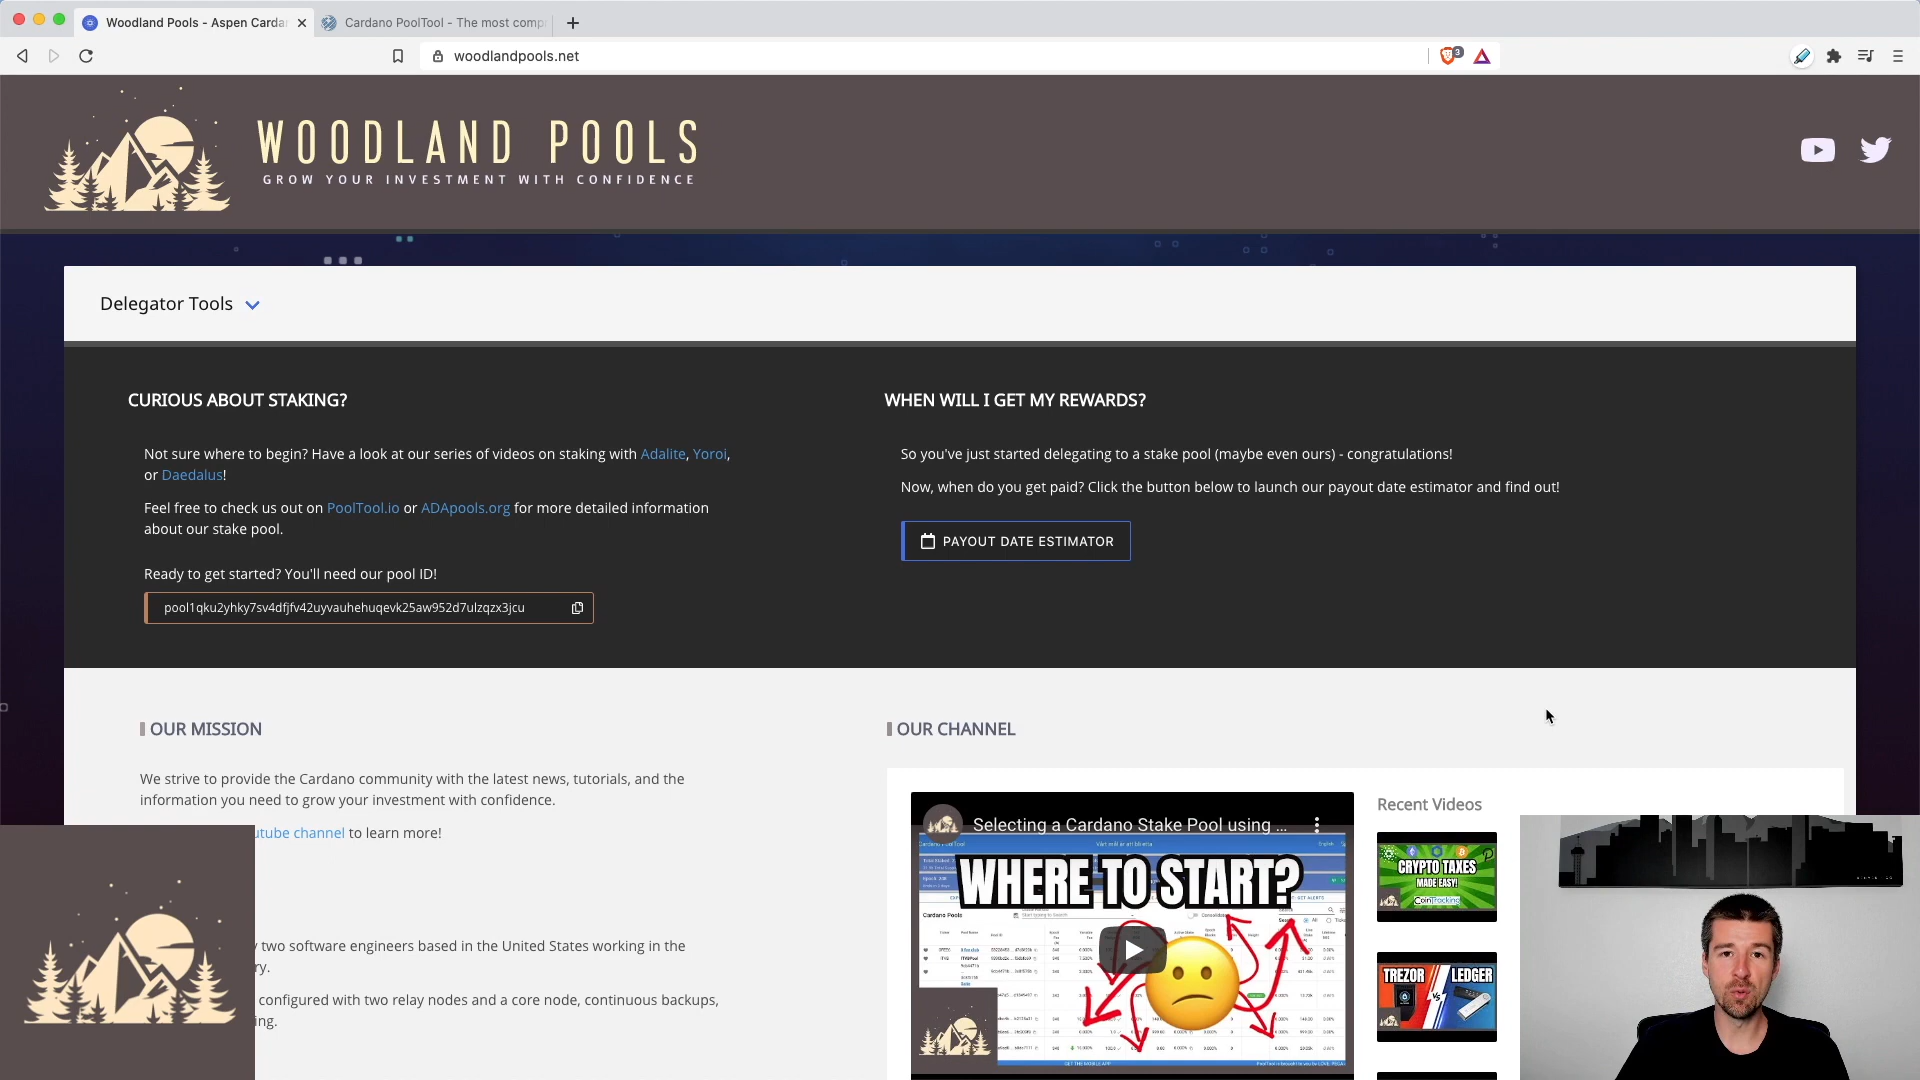 Woodland Pools - Aspen Carda
Cardano PoolTool - The most comp
woodlandpools.net
3
WOODLAND POOLS
GROW YOUR INVESTMENT WITH CONFIDENCE
Delegator Tools
CURIOUS ABOUT STAKING?
Not sure where to begin? Have a look at our series of videos on staking with Adalite, Yoroi,
or Daedalus!
Feel free to check us out on PoolTool.io or ADApools.org for more detailed information
about our stake pool.
Ready to get started? You'll need our pool ID!
pool1qku2yhky7sv4dfjfv42uyvauhehuqevk25aw952d7ulzqzx3jcu
WHEN WILL I GET MY REWARDS?
So you've just started delegating to a stake pool (maybe even ours) - congratulations!
Now, when do you get paid? Click the button below to launch our payout date estimator and find out!
PAYOUT DATE ESTIMATOR
OUR MISSION
We strive to provide the Cardano community with the latest news, tutorials, and the
information you need to grow your investment with confidence.
utube channel to learn more!
two software engineers based in the United States working in the
ry.
configured with two relay nodes and a core node, continuous backups,
ing.
OUR CHANNEL
Selecting a Cardano Stake Pool using ...
WHERE TO START?
Cardano Pools
GET THE MOBILE APP
Recent Videos
CRYPTO TAXES
MADE EASY!
CoinTracking
TREZOR VS LEDGER